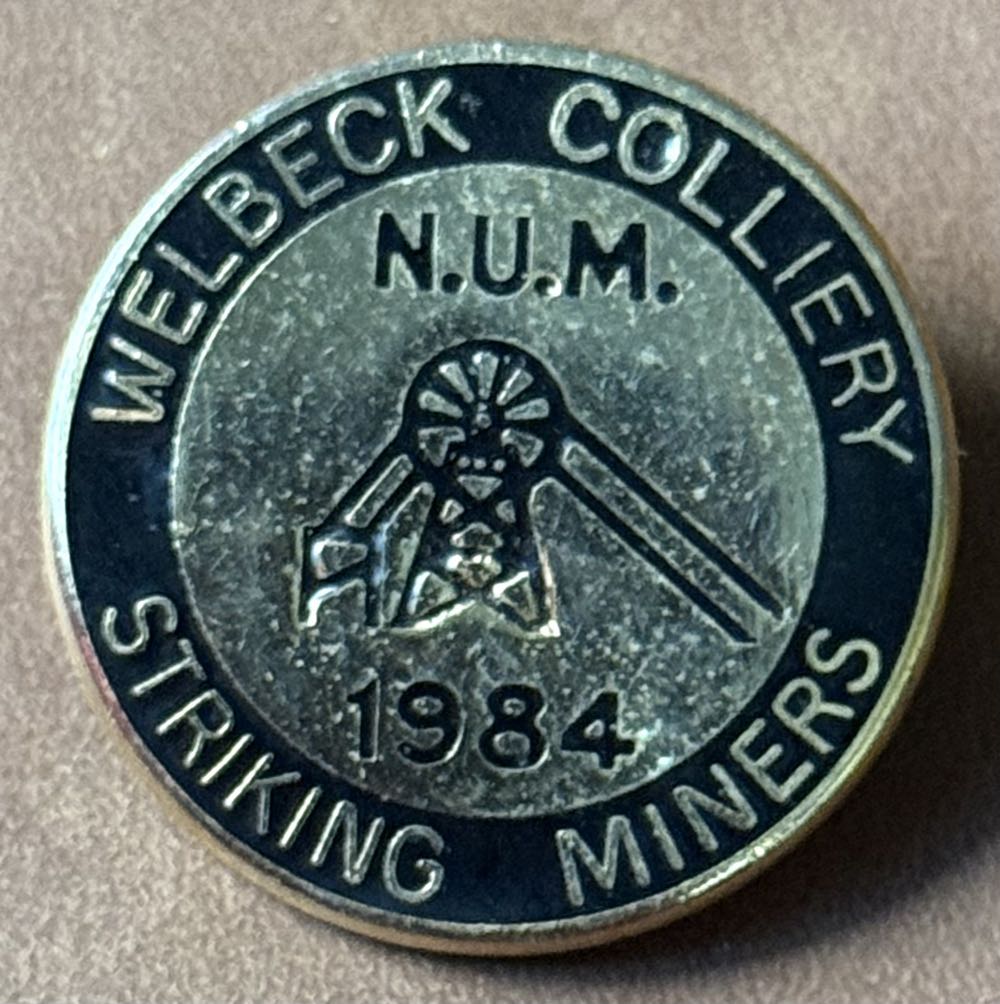 WELBECK COLLIERY
N.U.M.
1984
STRIKING MINERS